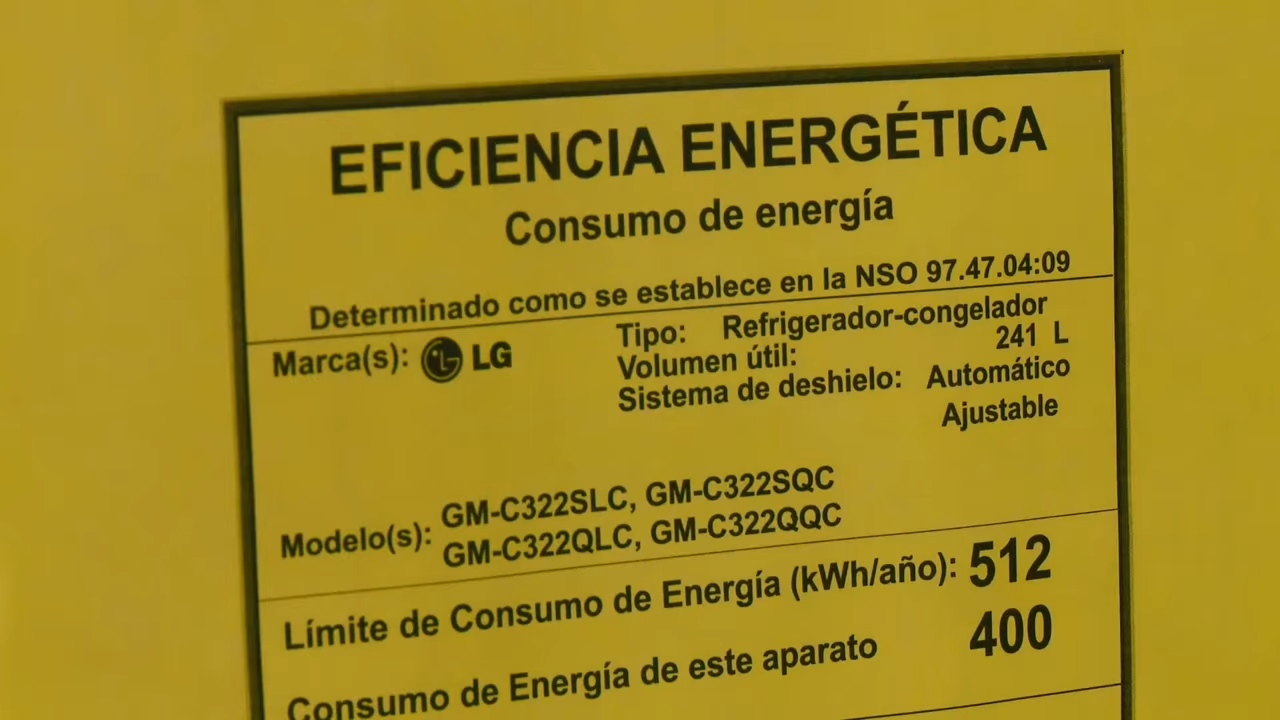 EFICIENCIA ENERGÉTICA
Consumo de energía
Determinado como se establece en la NSO 97.47.04:09
Marca(s): LG LG
Tipo: Refrigerador-congelador
Volumen útil: 241 L
Sistema de deshielo: Automático
Ajustable
Modelo(s): GM-C322SLC, GM-C322SQC
GM-C322QLC, GM-C322QQC
Límite de Consumo de Energía (kWh/año): 512
Consumo de Energía de este aparato 400